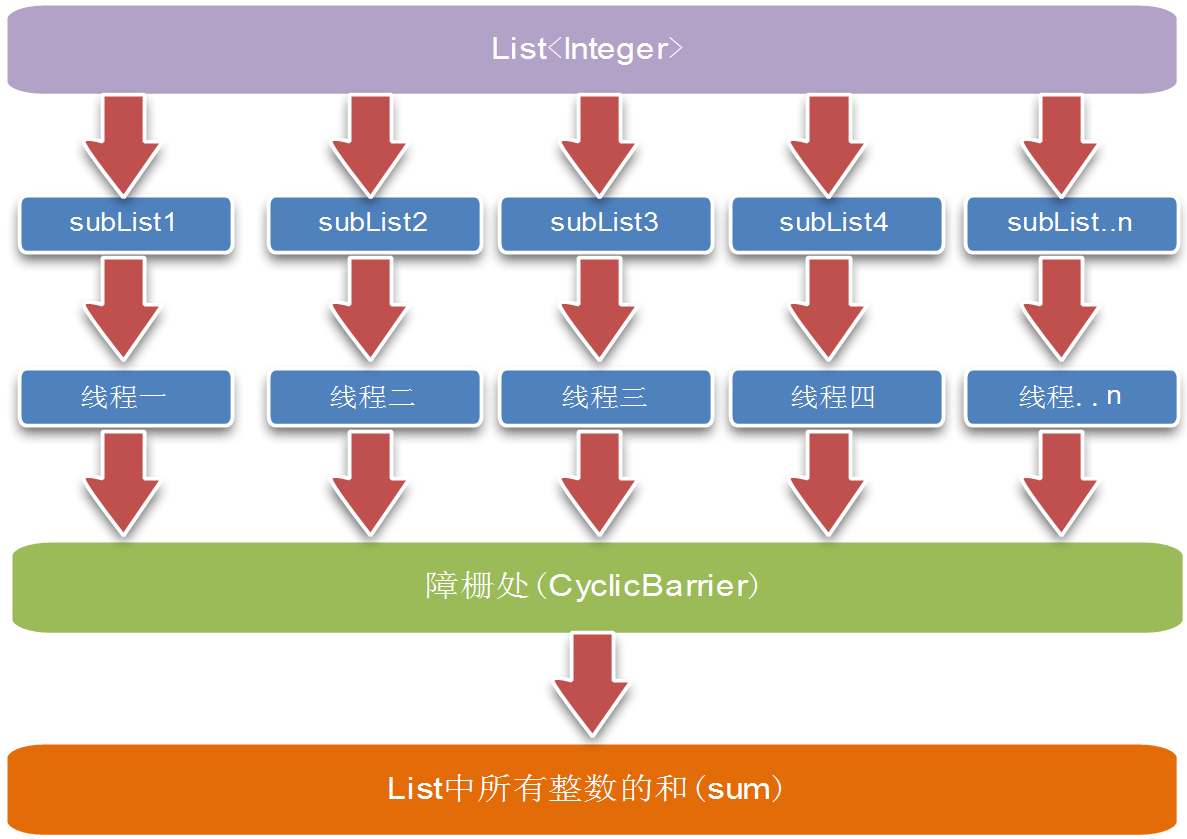 List<Integer>
subList1
subList2
subList3
subList4
subList..n
线程一
线程二
线程三
线程四
线程..n
障栅处(CyclicBarrier)
List中所有整数的和(sum)